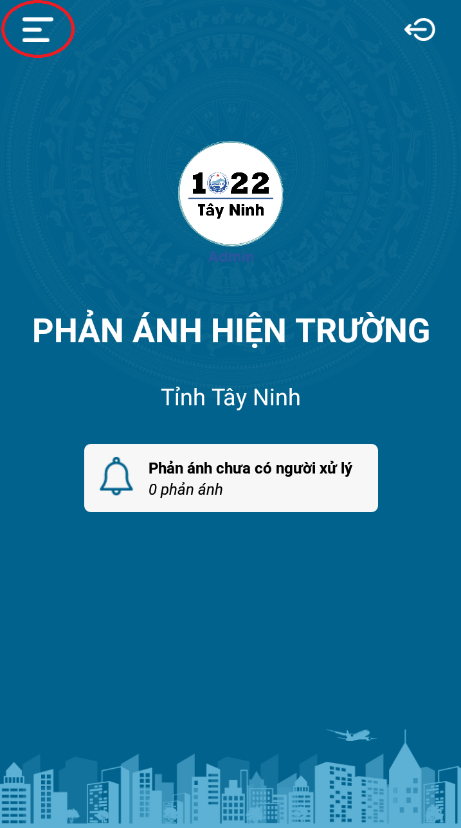 1022
Tây Ninh
Admin
PHẢN ÁNH HIỆN TRƯỜNG
Tỉnh Tây Ninh
Phản ánh chưa có người xử lý
0 phản ánh